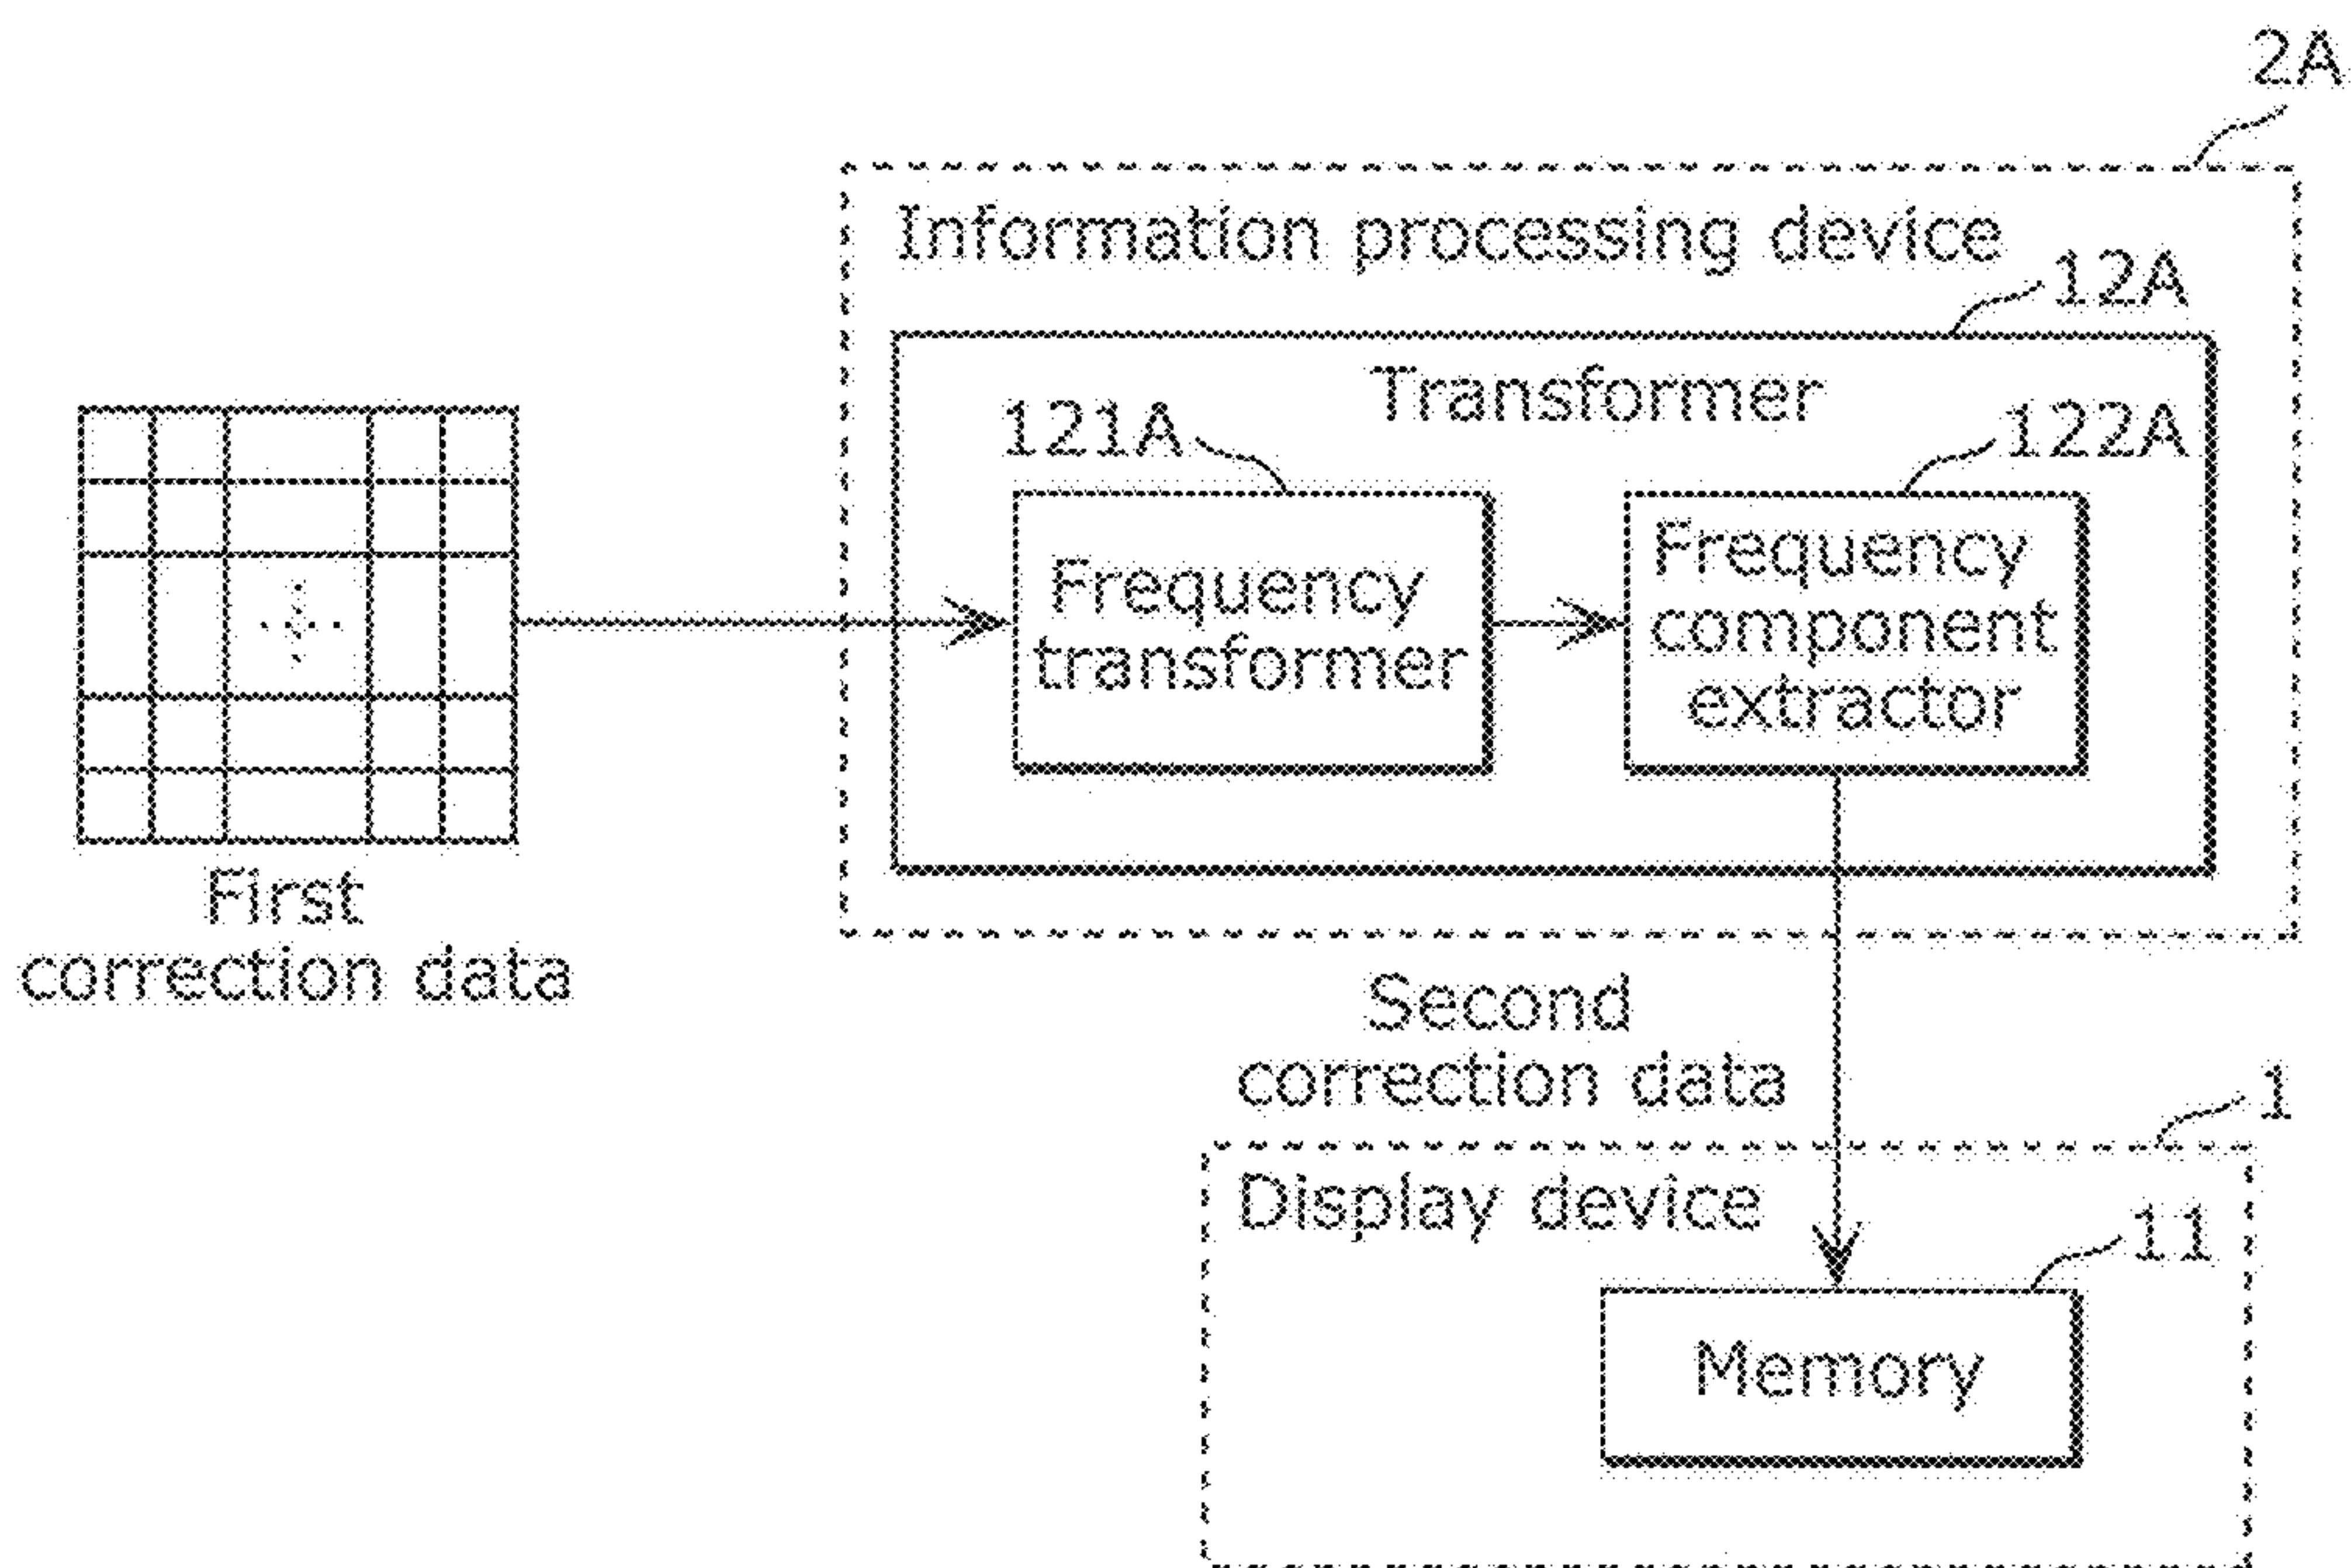 2A
Information processing device
12A
Transformer
121A
122A
Frequency
transformer
Frequency
component
extractor
First
correction data
Second
correction data
1
Display device
11
Memory